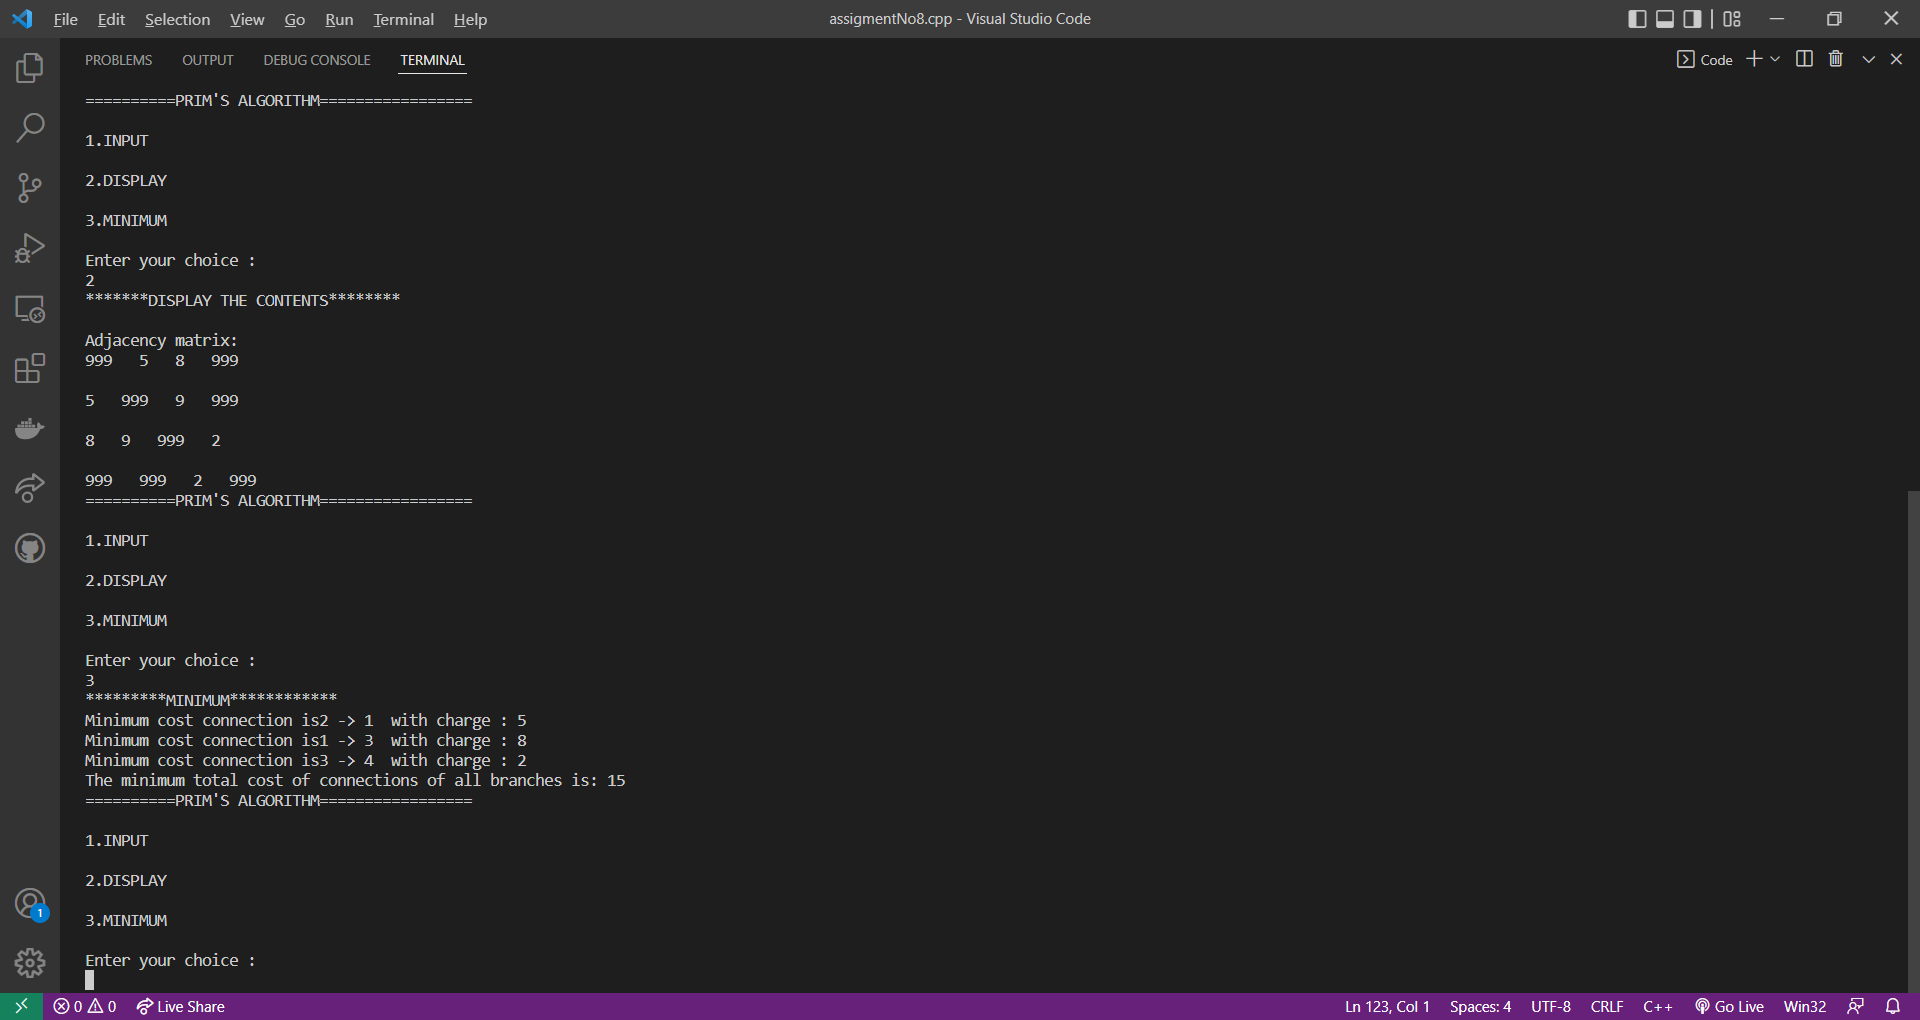 File Edit Selection View Go Run Terminal Help assigmentNo8.cpp - Visual Studio Code
PROBLEMS OUTPUT DEBUG CONSOLE TERMINAL Code
==========PRIM'S ALGORITHM=================
1.INPUT
2.DISPLAY
3.MINIMUM
Enter your choice :
2
*******DISPLAY THE CONTENTS********
Adjacency matrix:
999 5 8 999
5 999 9 999
8 9 999 2
999 999 2 999
==========PRIM'S ALGORITHM=================
1.INPUT
2.DISPLAY
3.MINIMUM
Enter your choice :
3
*********MINIMUM************
Minimum cost connection is2 -> 1  with charge : 5
Minimum cost connection is1 -> 3  with charge : 8
Minimum cost connection is3 -> 4  with charge : 2
The minimum total cost of connections of all branches is: 15
==========PRIM'S ALGORITHM=================
1.INPUT
2.DISPLAY
3.MINIMUM
Enter your choice :
1
0 0 Live Share Ln 123, Col 1 Spaces: 4 UTF-8 CRLF C++ Go Live Win32